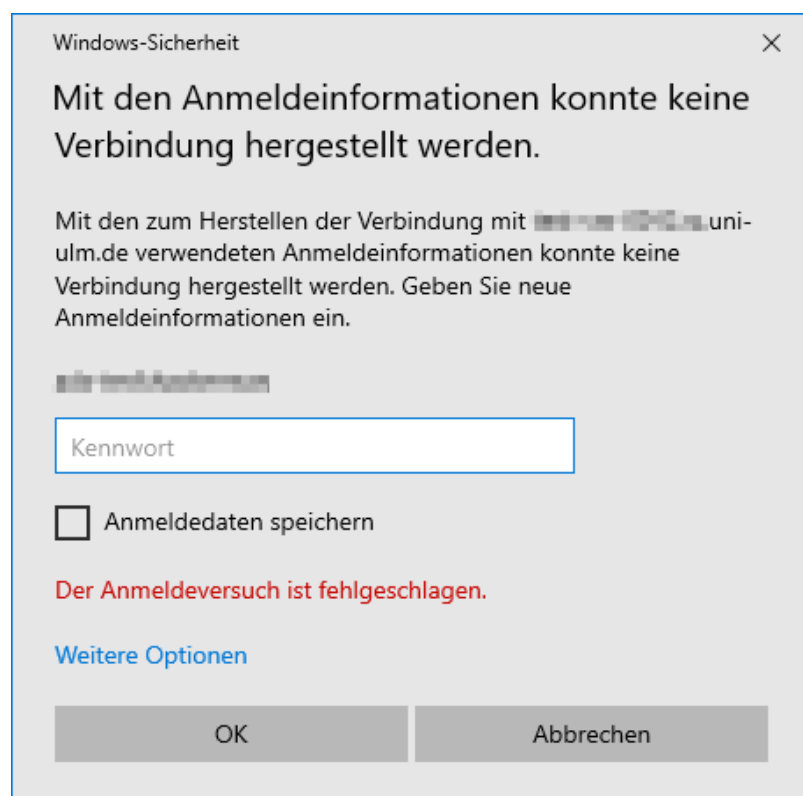 Windows-Sicherheit
Mit den Anmeldeinformationen konnte keine
Verbindung hergestellt werden.
Mit den zum Herstellen der Verbindung mit .uni-
ulm.de verwendeten Anmeldeinformationen konnte keine
Verbindung hergestellt werden. Geben Sie neue
Anmeldeinformationen ein.
Kennwort
Anmeldedaten speichern
Der Anmeldeversuch ist fehlgeschlagen.
Weitere Optionen
OK
Abbrechen